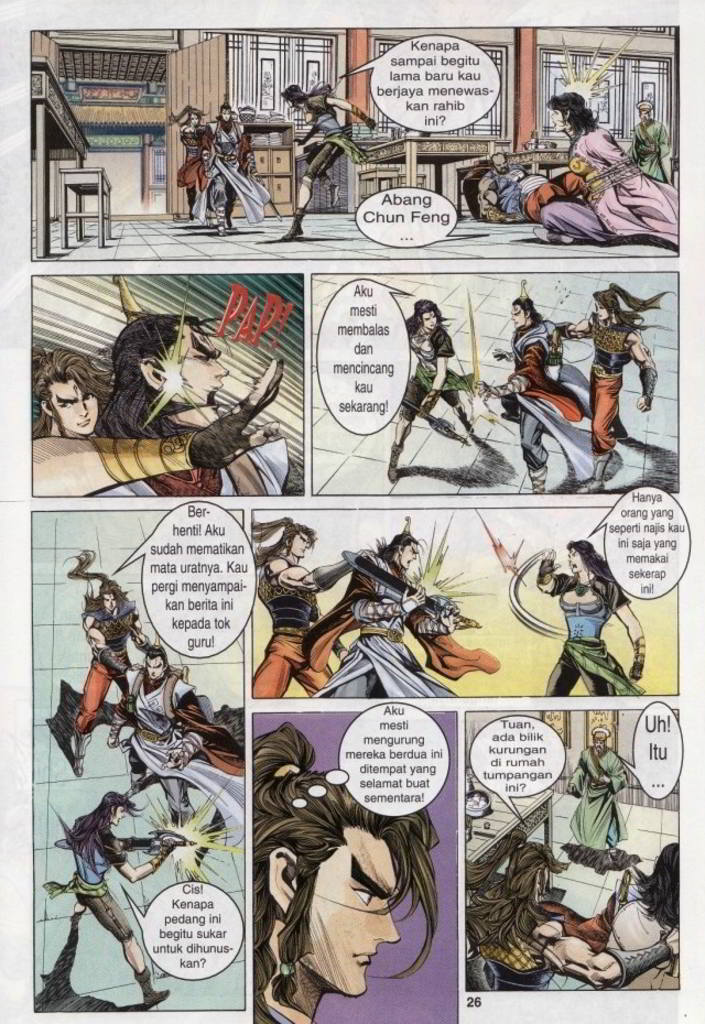 Kenapa
sampai begitu
lama baru kau
berjaya menewas-
kan rahib
ini?
Abang
Chun Feng
...
PAP!
Aku
mesti
membalas
dan
mencincang
kau
sekarang!
Ber-
henti! Aku
sudah mematikan
mata uratnya. Kau
pergi menyampai-
kan berita ini
kepada tok
guru!
Cis!
Kenapa
pedang ini
begitu sukar
untuk dihunus-
kan?
Hanya
orang yang
seperti najis kau
ini saja yang
memakai
sekerap
ini!
Aku
mesti
mengurung
mereka berdua ini
ditempat yang
selamat buat
sementara!
Tuan,
ada bilik
kurungan
di rumah
tumpangan
ini?
Uh!
Itu
...
26